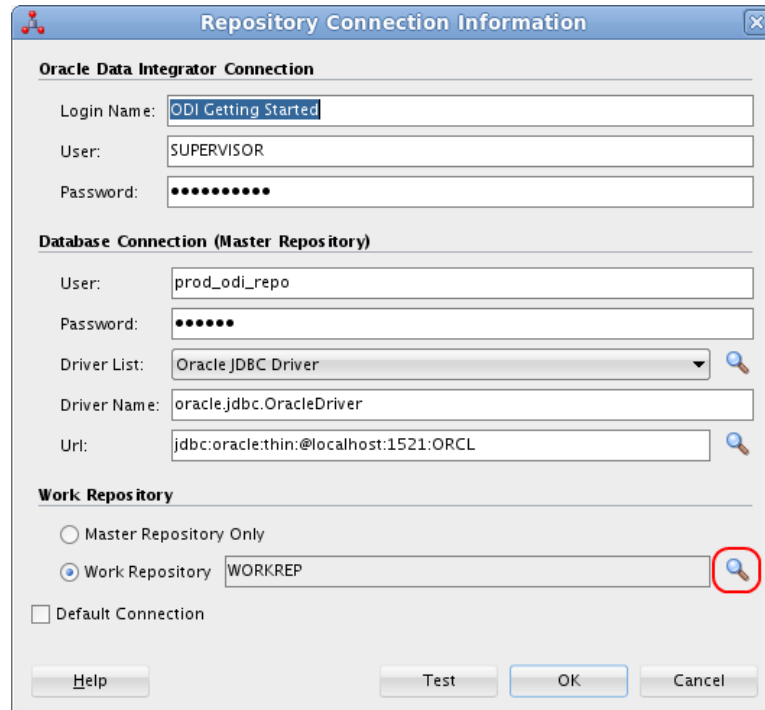 Repository Connection Information
Oracle Data Integrator Connection
Login Name: ODI Getting Started
User: SUPERVISOR
Password: ••••••••••
Database Connection (Master Repository)
User: prod_odi_repo
Password: ••••••
Driver List: Oracle JDBC Driver
Driver Name: oracle.jdbc.OracleDriver
Url: jdbc:oracle:thin:@localhost:1521:ORCL
Work Repository
Master Repository Only
Work Repository WORKREP
Default Connection
Help Test OK Cancel